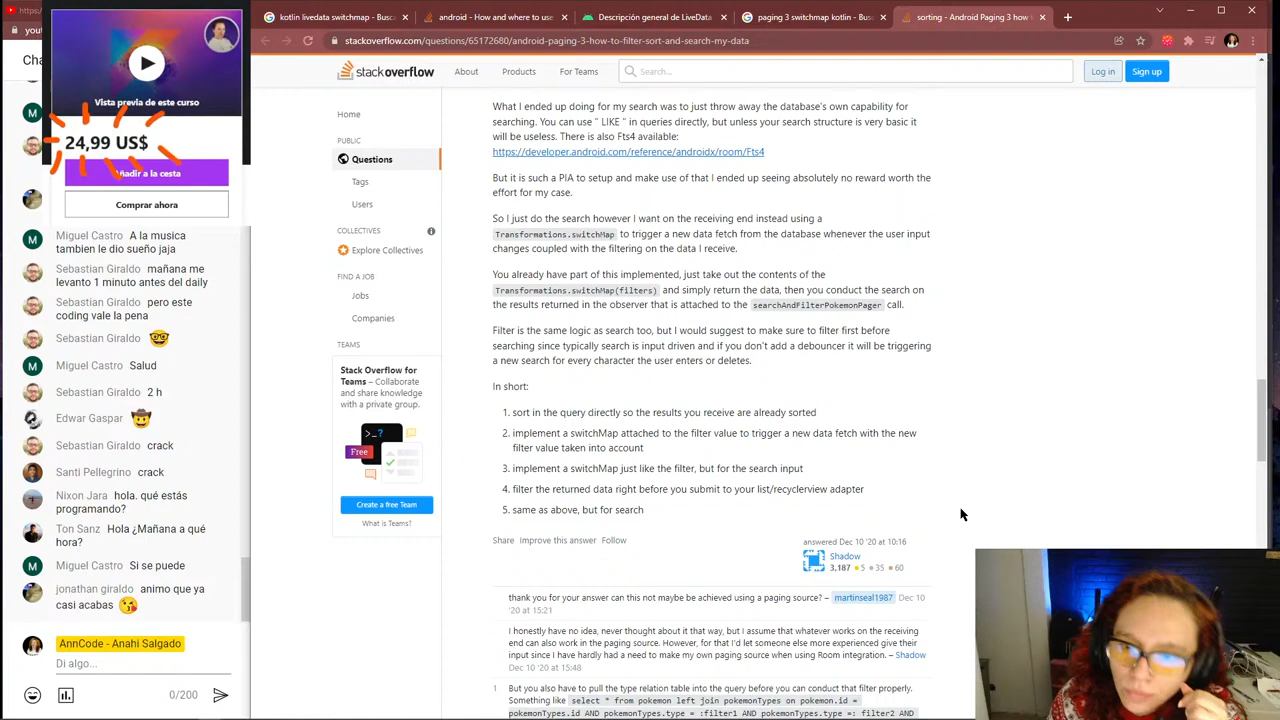 kotlin livedata switchmap - Busc
android - How and where to use
Descripción general de LiveData
paging 3 switchmap kotlin - Busc
sorting - Android Paging 3 how
stackoverflow.com/questions/65172680/android-paging-3-how-to-filter-sort-and-search-my-data
Vista previa de este curso
24,99 US$
Añadir a la cesta
Comprar ahora
Miguel Castro A la musica
tambien le dio sueño jaja
Sebastian Giraldo mañana me
levanto 1 minuto antes del daily
Sebastian Giraldo pero este
coding vale la pena
Sebastian Giraldo 🤓
Miguel Castro Salud
Sebastian Giraldo 2 h
Edwar Gaspar 🤠
Sebastian Giraldo crack
Santi Pellegrino crack
Nixon Jara hola. qué estás
programando?
Ton Sanz Hola ¿Mañana a qué
hora?
Miguel Castro Si se puede
jonathan giraldo animo que ya
casi acabas 😘
AnnCode - Anahi Salgado
Di algo...
0/200
stackoverflow
About
Products
For Teams
Search...
Log in
Sign up
Home
PUBLIC
Questions
Tags
Users
COLLECTIVES
Explore Collectives
FIND A JOB
Jobs
Companies
TEAMS
Stack Overflow for
Teams – Collaborate
and share knowledge
with a private group.
>_?
Free
Create a free Team
What is Teams?
What I ended up doing for my search was to just throw away the database's own capability for
searching. You can use " LIKE " in queries directly, but unless your search structure is very basic it
will be useless. There is also Fts4 available:
https://developer.android.com/reference/androidx/room/Fts4
But it is such a PIA to setup and make use of that I ended up seeing absolutely no reward worth the
effort for my case.
So I just do the search however I want on the receiving end instead using a
Transformations.switchMap to trigger a new data fetch from the database whenever the user input
changes coupled with the filtering on the data I receive.
You already have part of this implemented, just take out the contents of the
Transformations.switchMap(filters) and simply return the data, then you conduct the search on
the results returned in the observer that is attached to the searchAndFilterPokemonPager call.
Filter is the same logic as search too, but I would suggest to make sure to filter first before
searching since typically search is input driven and if you don't add a debouncer it will be triggering
a new search for every character the user enters or deletes.
In short:
1. sort in the query directly so the results you receive are already sorted
2. implement a switchMap attached to the filter value to trigger a new data fetch with the new
filter value taken into account
3. implement a switchMap just like the filter, but for the search input
4. filter the returned data right before you submit to your list/recyclerview adapter
5. same as above, but for search
Share Improve this answer Follow
answered Dec 10 '20 at 10:16
Shadow
3,187 5 35 60
thank you for your answer can this not maybe be achieved using a paging source? – martinseal1987 Dec 10
'20 at 15:21
I honestly have no idea, never thought about it that way, but I assume that whatever works on the receiving
end can also work in the paging source. However, for that I'd let someone else more experienced give their
input since I have hardly had a need to make my own paging source when using Room integration. – Shadow
Dec 10 '20 at 15:48
1 But you also have to pull the type relation table into the query before you can conduct that filter properly.
Something like select * from pokemon left join pokemonTypes on pokemon.id =
pokemonTypes.id AND pokemonTypes.type = :filter1 AND pokemonTypes.type =: filter2 AND